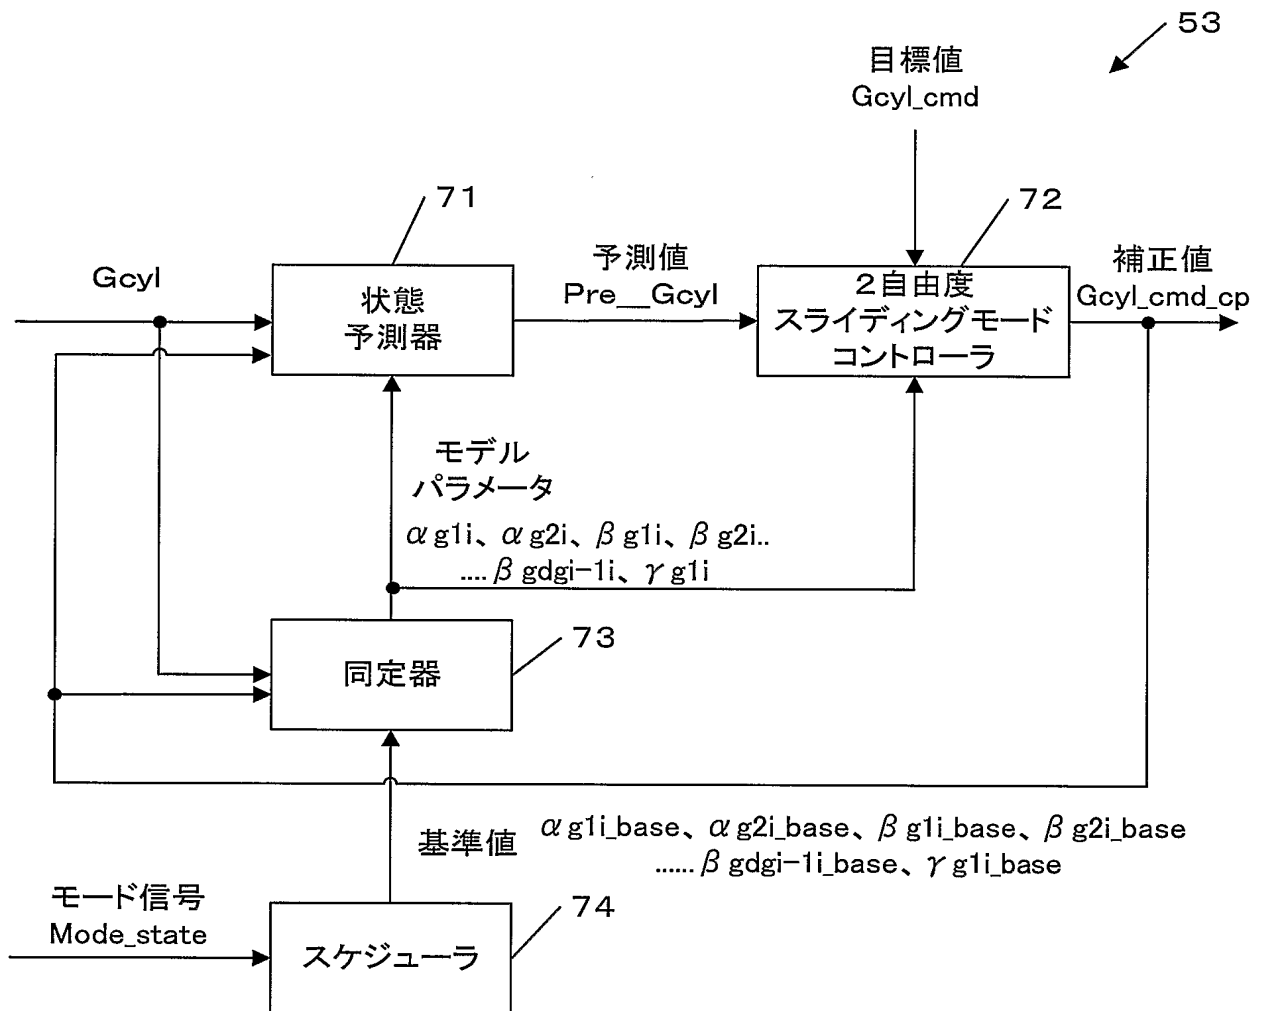 53
目標値
Gcyl_cmd
71
72
Gcyl
状態
予測器
予測値
Pre__Gcyl
2自由度
スライディングモード
コントローラ
補正値
Gcyl_cmd_cp
モデル
パラメータ
αg1i、αg2i、βg1i、βg2i..
....βgdgi-1i、γg1i
73
同定器
基準値
αg1i_base、αg2i_base、βg1i_base、βg2i_base
......βgdgi-1i_base、γg1i_base
モード信号
Mode_state
74
スケジューラ